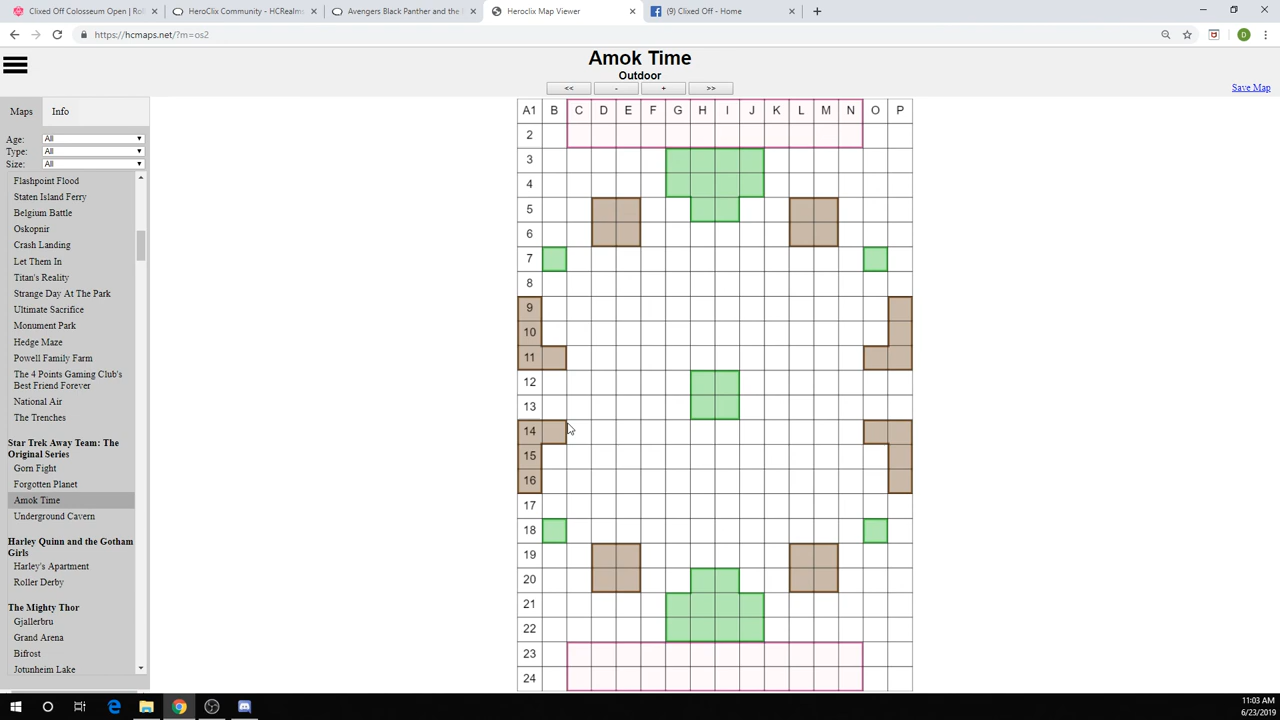 Clixed Off Colosseum Open | Rol
HeroClix Community - HCRealms
Avengers Black Panther and the
Heroclix Map Viewer
(9) Clixed Off - Home
https://hcmaps.net/?m=os2
Amok Time
Outdoor
<< - + >>
Save Map
Maps Info
Age: All
Type: All
Size: All
Flashpoint Flood
Staten Island Ferry
Belgium Battle
Oskopnir
Crash Landing
Let Them In
Titan's Reality
Strange Day At The Park
Ultimate Sacrifice
Monument Park
Hedge Maze
Powell Family Farm
The 4 Points Gaming Club's
Best Friend Forever
National Air
The Trenches
Star Trek Away Team: The
Original Series
Gorn Fight
Forgotten Planet
Amok Time
Underground Cavern
Harley Quinn and the Gotham
Girls
Harley's Apartment
Roller Derby
The Mighty Thor
Gjallerbru
Grand Arena
Bifrost
Jotunheim Lake
A1 B C D E F G H I J K L M N O P
2
3
4
5
6
7
8
9
10
11
12
13
14
15
16
17
18
19
20
21
22
23
24
11:03 AM
6/23/2019